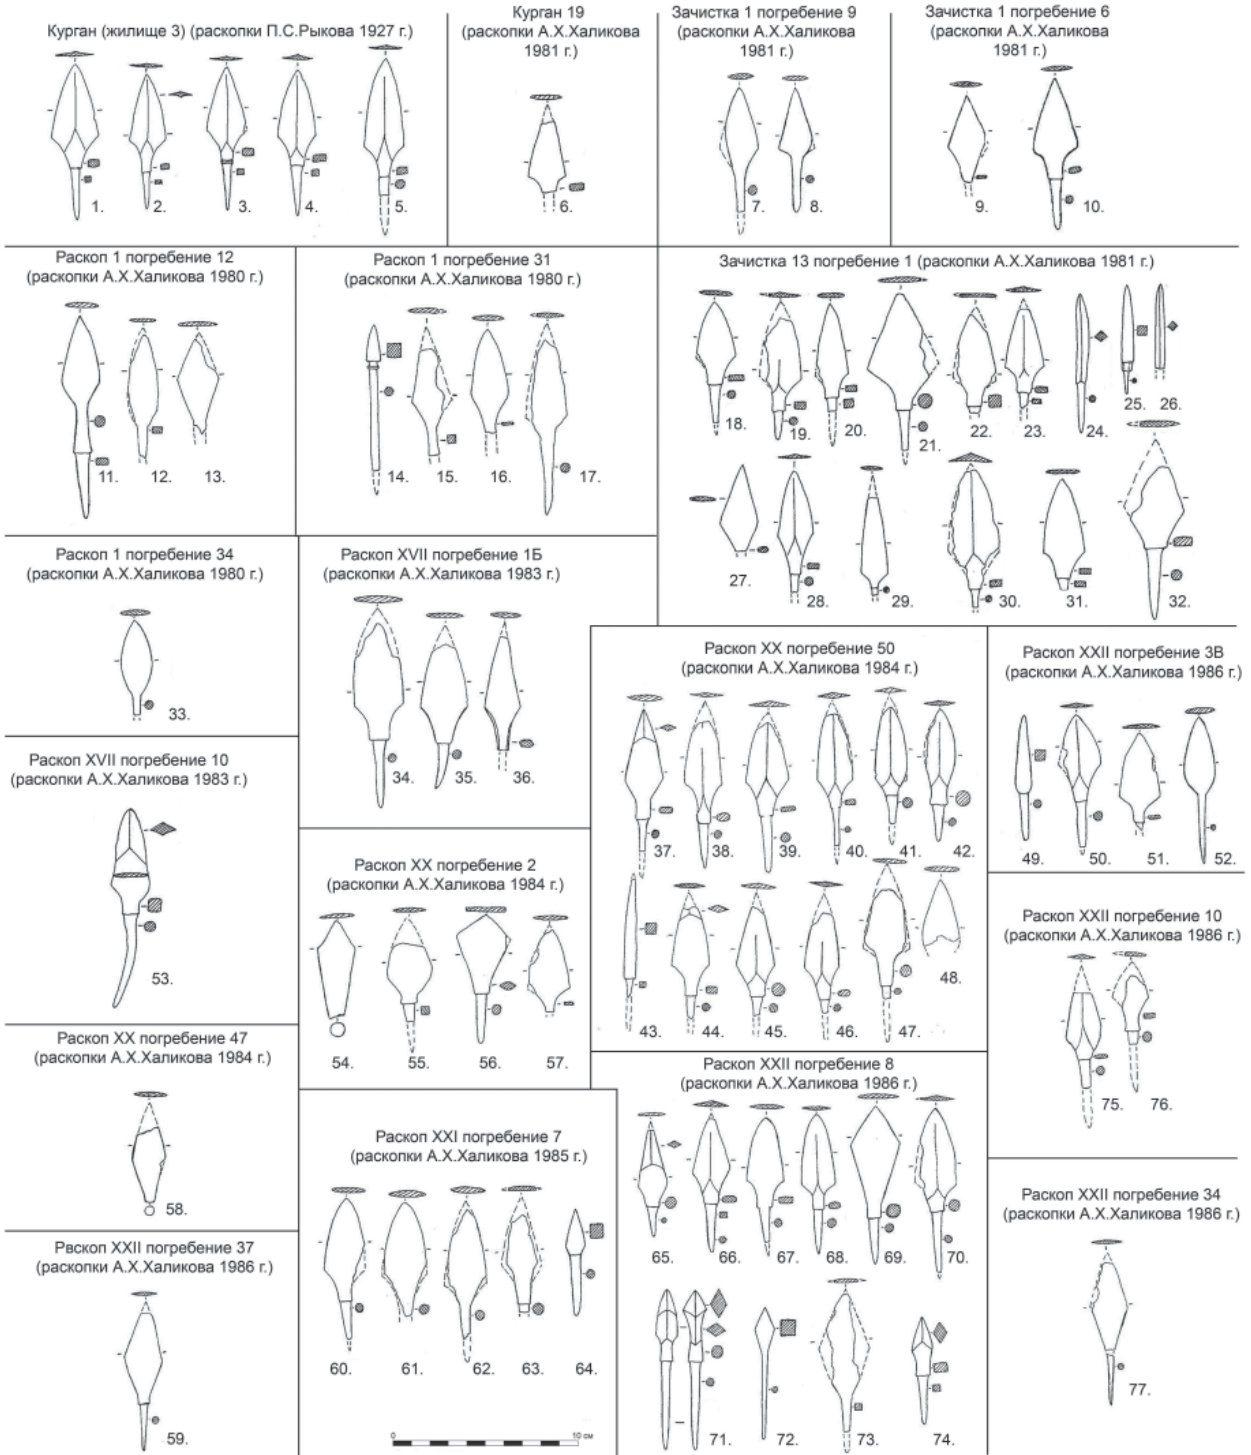 Курган (жилище 3) (раскопки П.С.Рыкова 1927 г.)
1. 2. 3. 4. 5.
Курган 19
(раскопки А.Х.Халикова
1981 г.)
6.
Зачистка 1 погребение 9
(раскопки А.Х.Халикова
1981 г.)
7. 8.
Зачистка 1 погребение 6
(раскопки А.Х.Халикова
1981 г.)
9. 10.
Раскоп 1 погребение 12
(раскопки А.Х.Халикова 1980 г.)
11. 12. 13.
Раскоп 1 погребение 31
(раскопки А.Х.Халикова 1980 г.)
14. 15. 16. 17.
Зачистка 13 погребение 1 (раскопки А.Х.Халикова 1981 г.)
18. 19. 20. 21. 22. 23. 24. 25. 26.
27. 28. 29. 30. 31. 32.
Раскоп 1 погребение 34
(раскопки А.Х.Халикова 1980 г.)
33.
Раскоп XVII погребение 1Б
(раскопки А.Х.Халикова 1983 г.)
34. 35. 36.
Раскоп XX погребение 50
(раскопки А.Х.Халикова 1984 г.)
37. 38. 39. 40. 41. 42.
43. 44. 45. 46. 47. 48.
Раскоп XXII погребение 3В
(раскопки А.Х.Халикова 1986 г.)
49. 50. 51. 52.
Раскоп XVII погребение 10
(раскопки А.Х.Халикова 1983 г.)
53.
Раскоп XX погребение 2
(раскопки А.Х.Халикова 1984 г.)
54. 55. 56. 57.
Раскоп XXII погребение 10
(раскопки А.Х.Халикова 1986 г.)
75. 76.
Раскоп XX погребение 47
(раскопки А.Х.Халикова 1984 г.)
58.
Раскоп XXI погребение 7
(раскопки А.Х.Халикова 1985 г.)
60. 61. 62. 63. 64.
10 см
Раскоп XXII погребение 8
(раскопки А.Х.Халикова 1986 г.)
65. 66. 67. 68. 69. 70.
71. 72. 73. 74.
Раскоп XXII погребение 34
(раскопки А.Х.Халикова 1986 г.)
77.
Рвскоп XXII погребение 37
(раскопки А.Х.Халикова 1986 г.)
59.